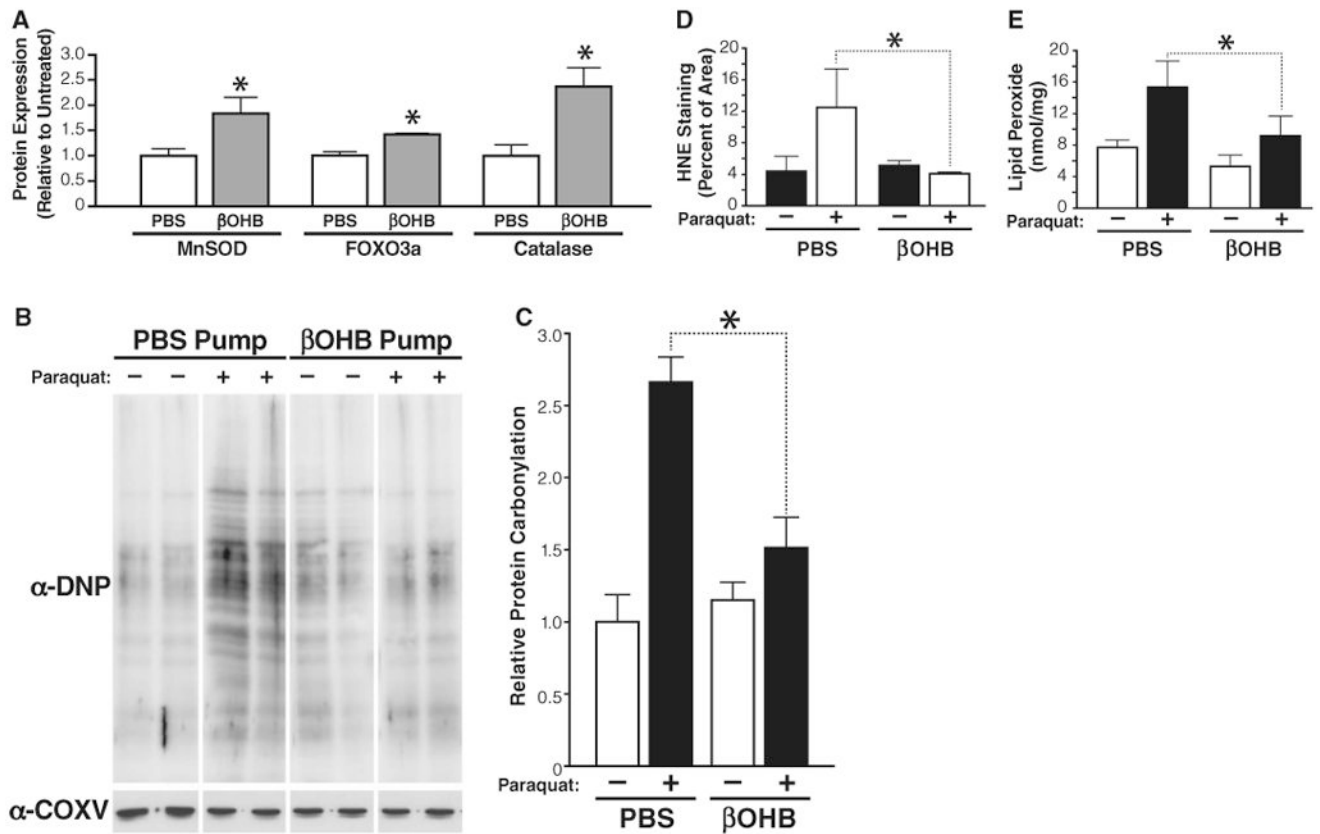 A
Protein Expression
(Relative to Untreated)
3.0
2.5
2.0
1.5
1.0
0.5
0
* * *
PBS βOHB PBS βOHB PBS βOHB
MnSOD FOXO3a Catalase
D
HNE Staining
(Percent of Area)
20
16
12
8
4
0
*
Paraquat: − + − +
PBS βOHB
E
Lipid Peroxide
(nmol/mg)
20
16
12
8
4
0
*
Paraquat: − + − +
PBS βOHB
B
PBS Pump βOHB Pump
Paraquat: − − + + − − + +
α-DNP
α-COXV
C
Relative Protein Carbonylation
3.0
2.5
2.0
1.5
1.0
0.5
0
*
Paraquat: − + − +
PBS βOHB